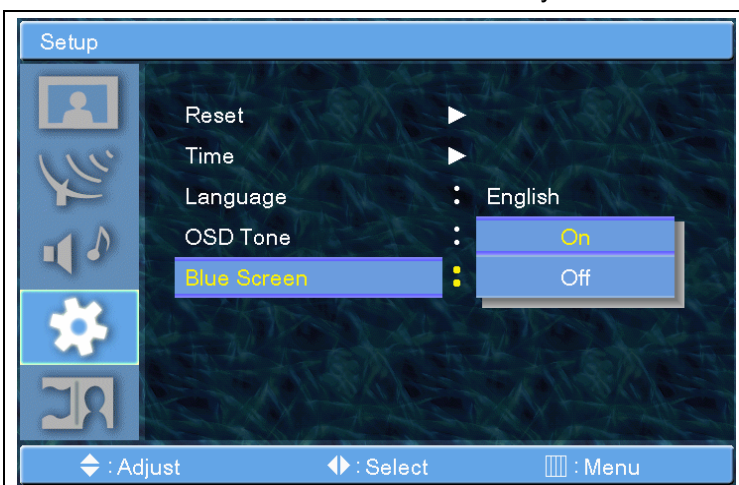 Setup
Reset
Time
Language : English
OSD Tone : On
Blue Screen : Off
: Adjust : Select : Menu